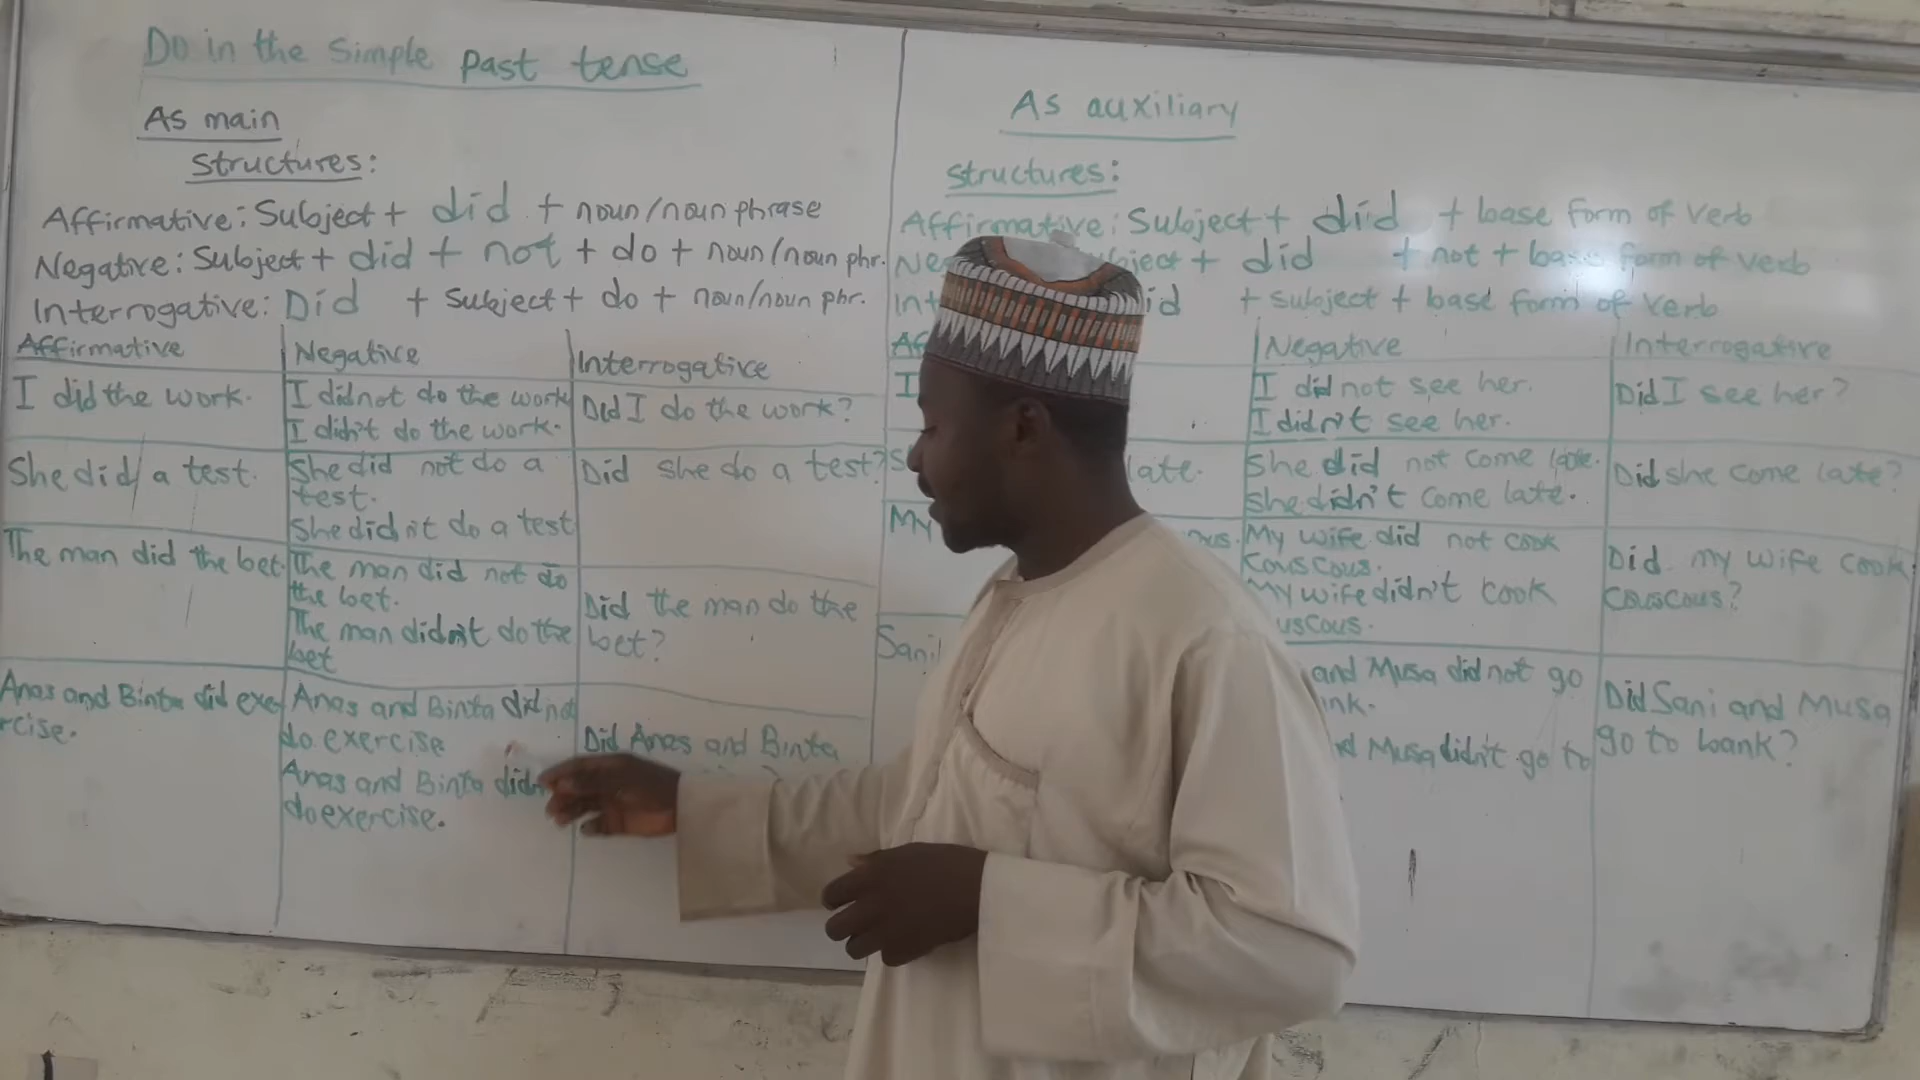 Do in the simple past tense
As main
Structures:
Affirmative: Subject + did + noun/noun phrase
Negative: Subject + did + not + do + noun/noun phr.
Interrogative: Did + subject + do + noun/noun phr.
Affirmative
I did the work.
She did a test.
The man did the bet.
Anas and Binta did exe
rcise.
Negative
I didnot do the work
I didn't do the work.
She did not do a
test.
She didn't do a test
The man did not do
the bet.
The man didn't do the
bet
Anas and Binta did not
do exercise
Anas and Binta
do exercise.
Interrogative
Did I do the work?
Did she do a test?
Did the man do the
bet?
Did Anas and Binta
As auxiliary
Structures:
Affirmative: Subject + did + base form of verb
did + not + base form of verb
+ subject + base form of verb
I
late.
My
Sani
Negative
I did not see her.
I didn't see her.
She did not come late.
She didn't come late.
My wife did not cook
couscous.
My wife didn't cook
and Musa did not go
Musa didn't go to
Interrogative
Did I see her?
Did she come late?
Did my wife cook
couscous?
Did Sani and Musa
go to bank?